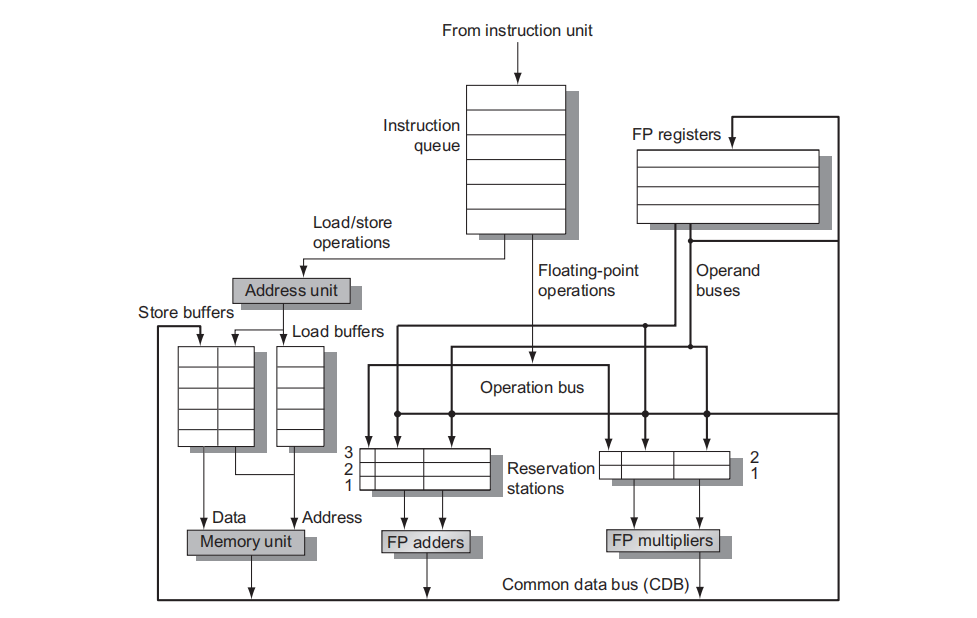 From instruction unit
Instruction
queue
FP registers
Load/store
operations
Address unit
Floating-point
operations
Operand
buses
Store buffers
Load buffers
Operation bus
3
2
1
Reservation
stations
2
1
Data
Address
Memory unit
FP adders
FP multipliers
Common data bus (CDB)